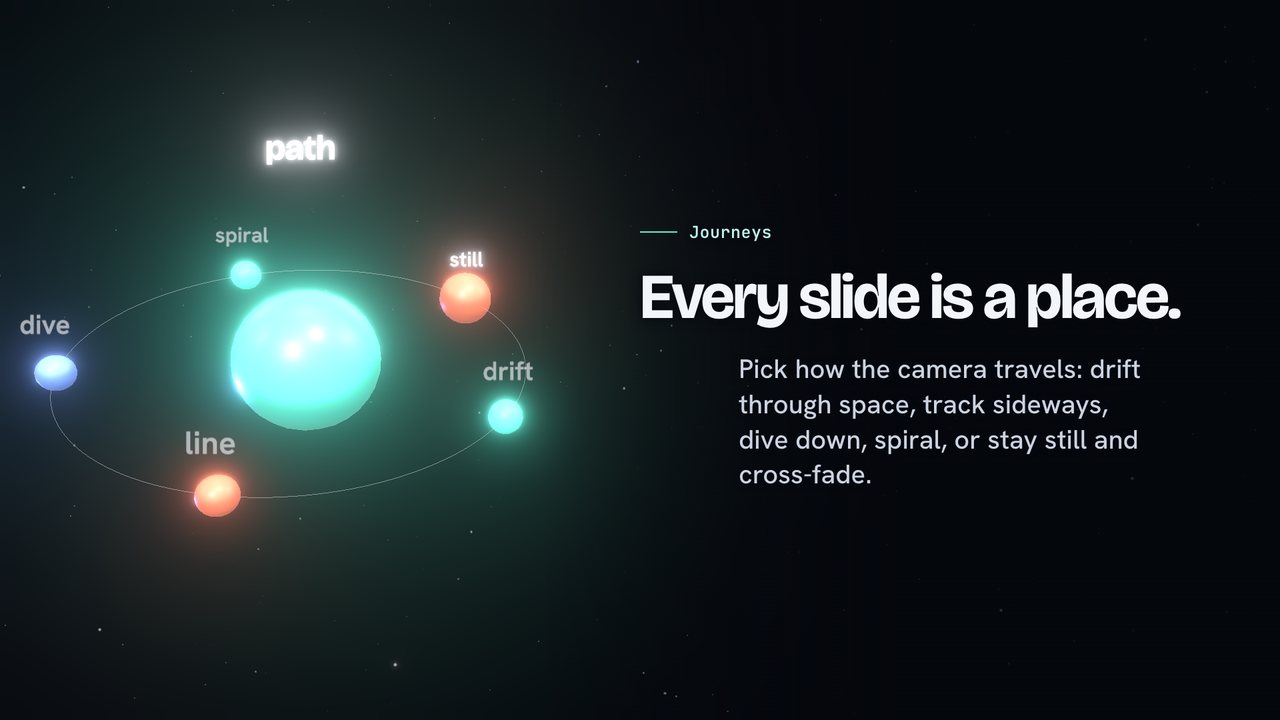 path
spiral
still
dive
drift
line
Journeys
Every slide is a place.
Pick how the camera travels: drift
through space, track sideways,
dive down, spiral, or stay still and
cross-fade.